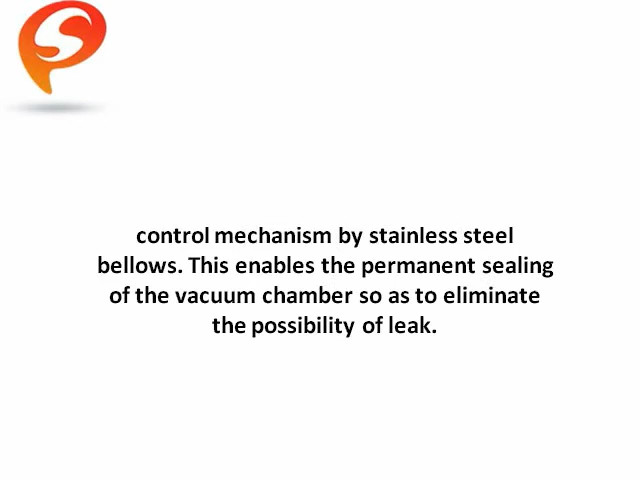 control mechanism by stainless steel
bellows. This enables the permanent sealing
of the vacuum chamber so as to eliminate
the possibility of leak.